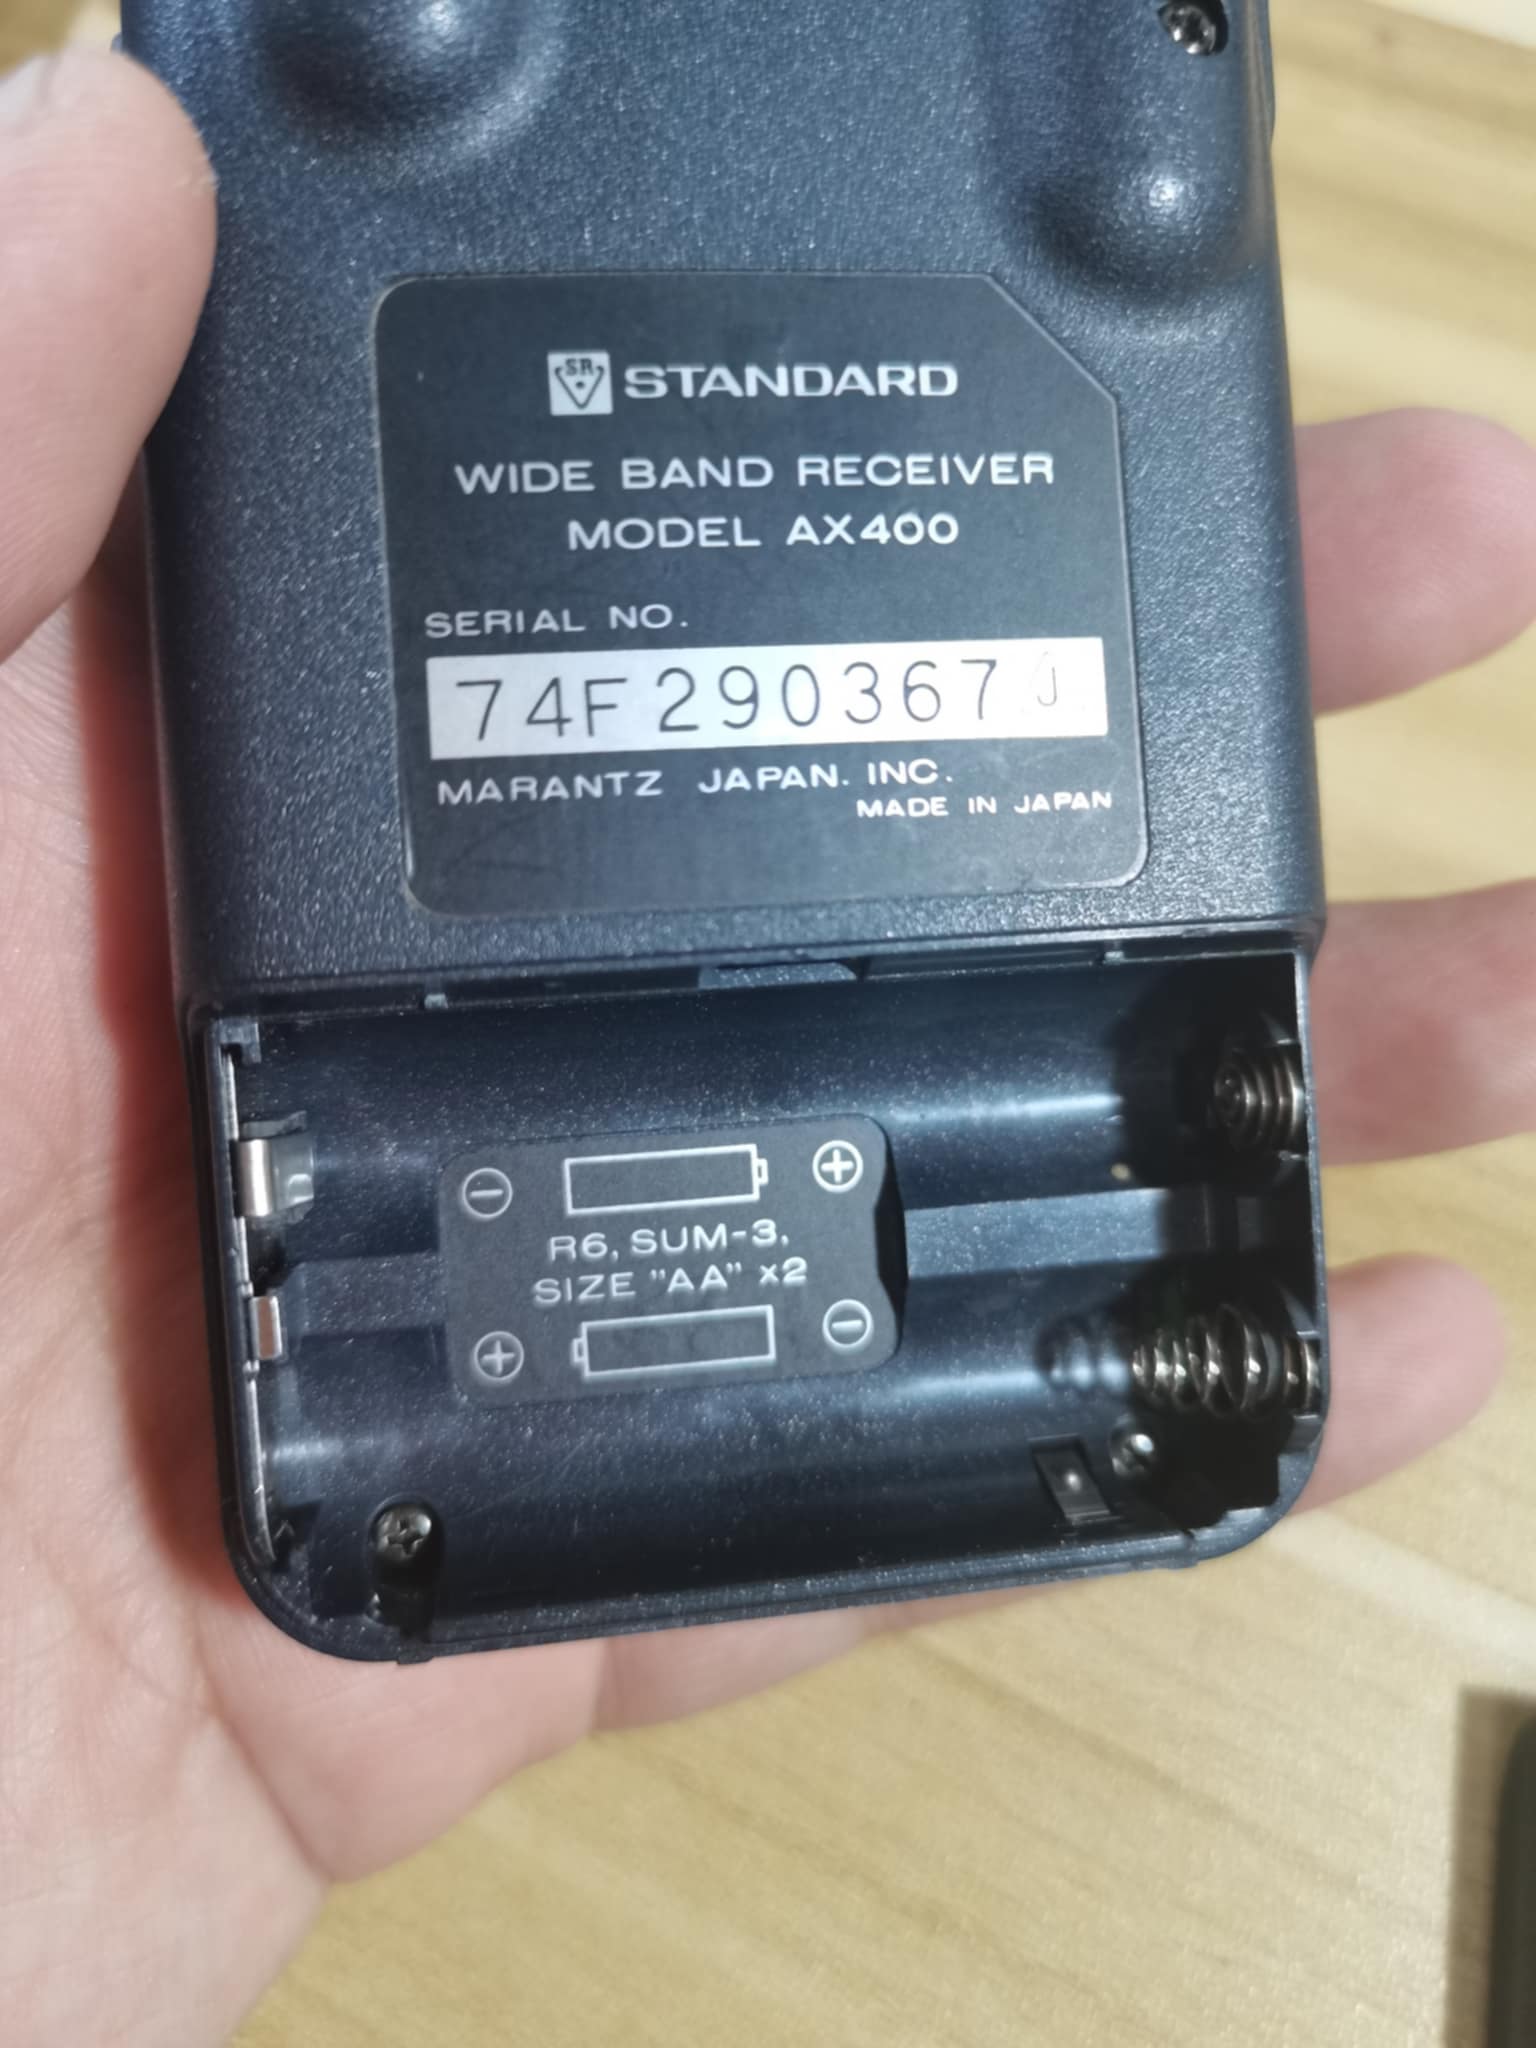 SR STANDARD
WIDE BAND RECEIVER
MODEL AX400
SERIAL NO.
74F290367 J
MARANTZ JAPAN. INC.
MADE IN JAPAN
R6, SUM-3,
SIZE "AA" x2